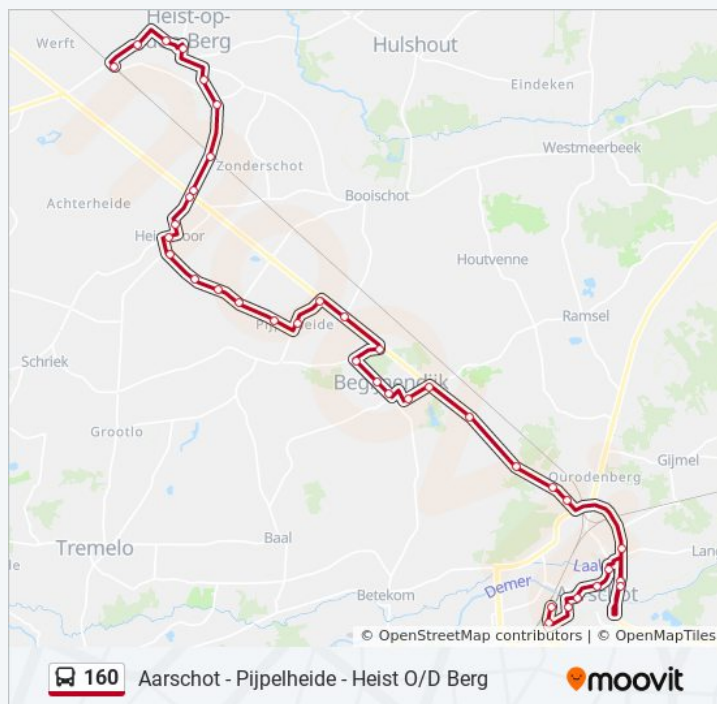 Heist-op-
den Berg
Werft
Hulshout
Eindeken
Westmeerbeek
Zonderschot
Booischot
Achterheide
Houtvenne
Pijpelheide
Ramsel
Schriek
Begijnendijk
Grootlo
Gijmel
Ourodenberg
Baal
Tremelo
Laak
Demer
Betekom
Aarschot
© OpenStreetMap contributors | © OpenMapTiles
160
Aarschot - Pijpelheide - Heist O/D Berg
moovit